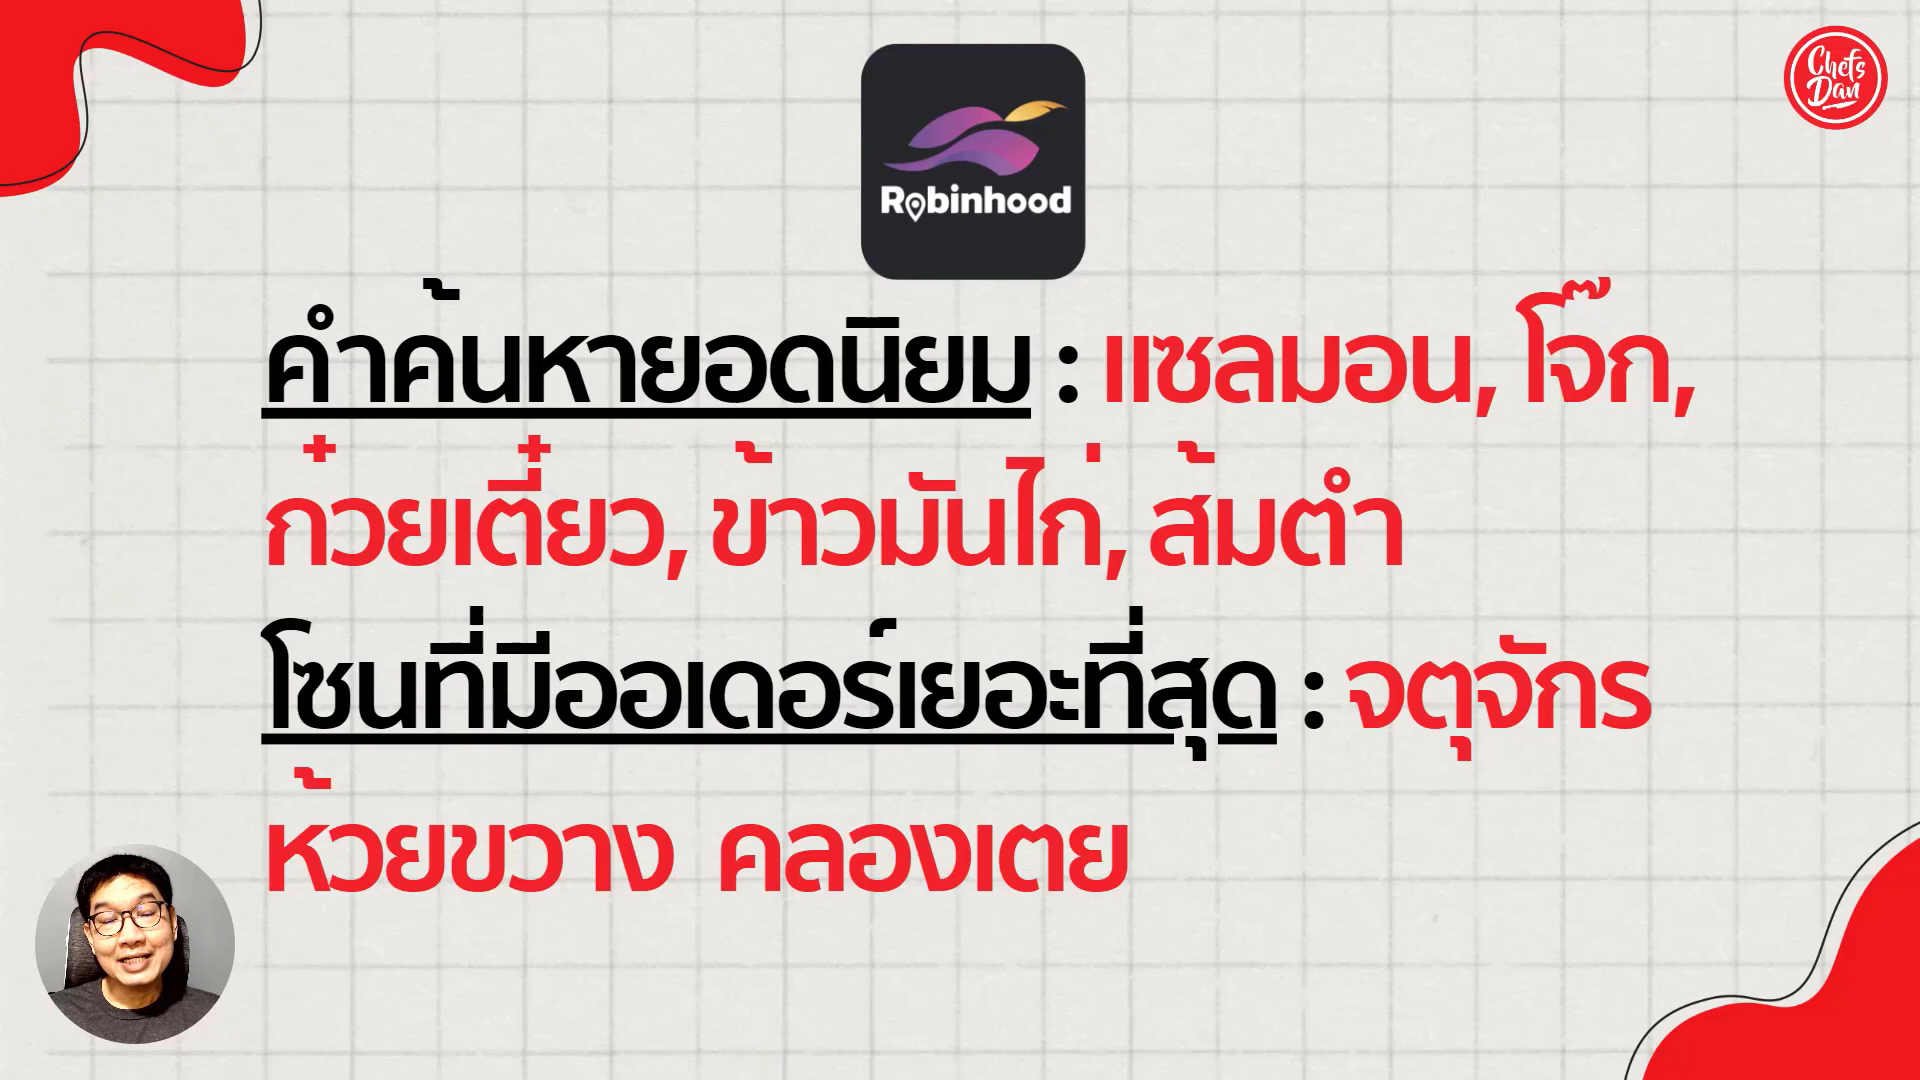 Chefs
Dan
Robinhood
คำค้นหายอดนิยม : แซลมอน, โจ๊ก,
ก๋วยเตี๋ยว, ข้าวมันไก่, ส้มตำ
โซนที่มีออเดอร์เยอะที่สุด : จตุจักร
ห้วยขวาง คลองเตย